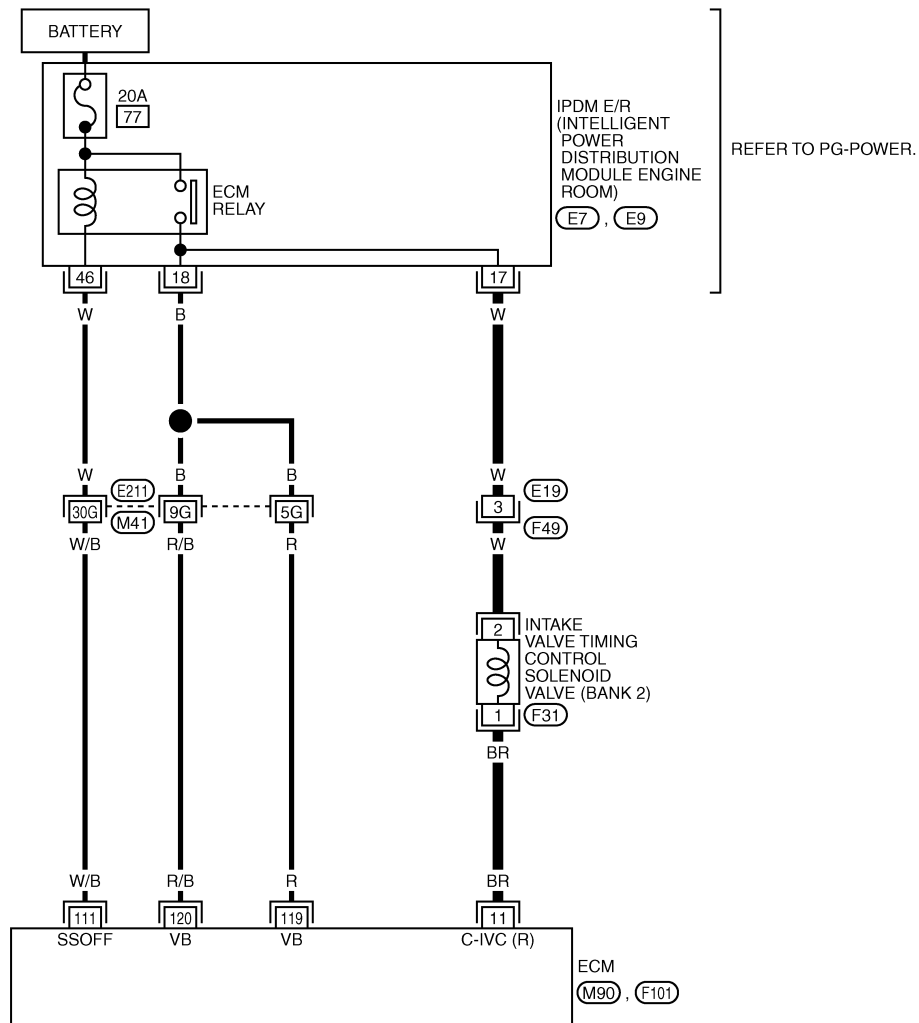 BATTERY
20A
77
ECM
RELAY
IPDM E/R
(INTELLIGENT
POWER
DISTRIBUTION
MODULE ENGINE
ROOM)
E7 , E9
REFER TO PG-POWER.
46 18 17
W B W
W B B W
30G E211 M41 9G 5G 3 E19 F49
W/B R/B R W
2
INTAKE
VALVE TIMING
CONTROL
SOLENOID
VALVE (BANK 2)
1 F31
BR
W/B R/B R BR
111 120 119 11
SSOFF VB VB C-IVC (R)
ECM
M90 , F101